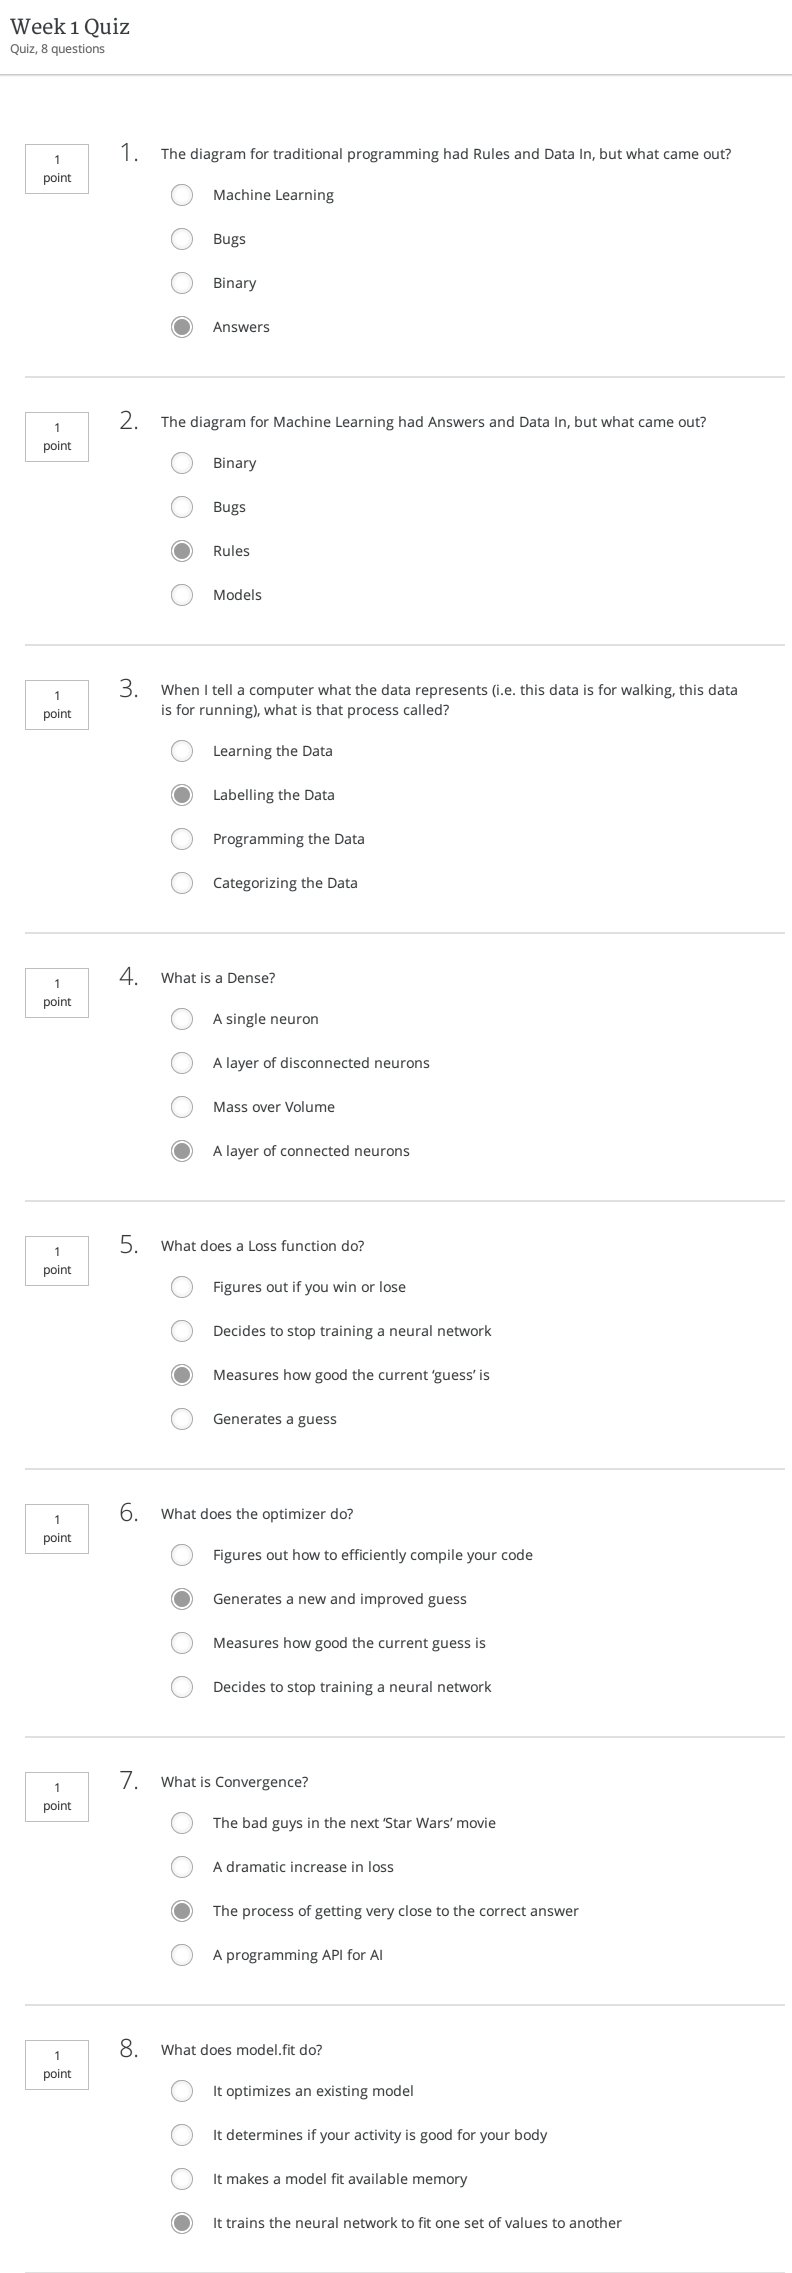 Week 1 Quiz
Quiz, 8 questions
1
point
1.
The diagram for traditional programming had Rules and Data In, but what came out?
Machine Learning
Bugs
Binary
Answers
1
point
2.
The diagram for Machine Learning had Answers and Data In, but what came out?
Binary
Bugs
Rules
Models
1
point
3.
When I tell a computer what the data represents (i.e. this data is for walking, this data
is for running), what is that process called?
Learning the Data
Labelling the Data
Programming the Data
Categorizing the Data
1
point
4.
What is a Dense?
A single neuron
A layer of disconnected neurons
Mass over Volume
A layer of connected neurons
1
point
5.
What does a Loss function do?
Figures out if you win or lose
Decides to stop training a neural network
Measures how good the current ‘guess’ is
Generates a guess
1
point
6.
What does the optimizer do?
Figures out how to efficiently compile your code
Generates a new and improved guess
Measures how good the current guess is
Decides to stop training a neural network
1
point
7.
What is Convergence?
The bad guys in the next ‘Star Wars’ movie
A dramatic increase in loss
The process of getting very close to the correct answer
A programming API for AI
1
point
8.
What does model.fit do?
It optimizes an existing model
It determines if your activity is good for your body
It makes a model fit available memory
It trains the neural network to fit one set of values to another